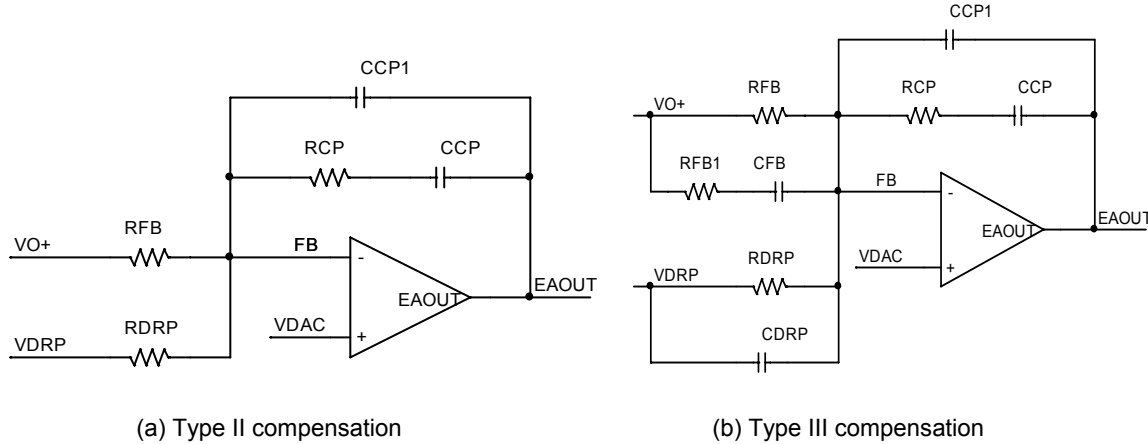 CCP1
RCP
CCP
RFB
VO+
FB
-
EAOUT
EAOUT
RDRP
VDAC
+
VDRP
(a) Type II compensation
CCP1
RFB
RCP
CCP
VO+
RFB1
CFB
FB
-
EAOUT
EAOUT
RDRP
VDRP
VDAC
+
CDRP
(b) Type III compensation